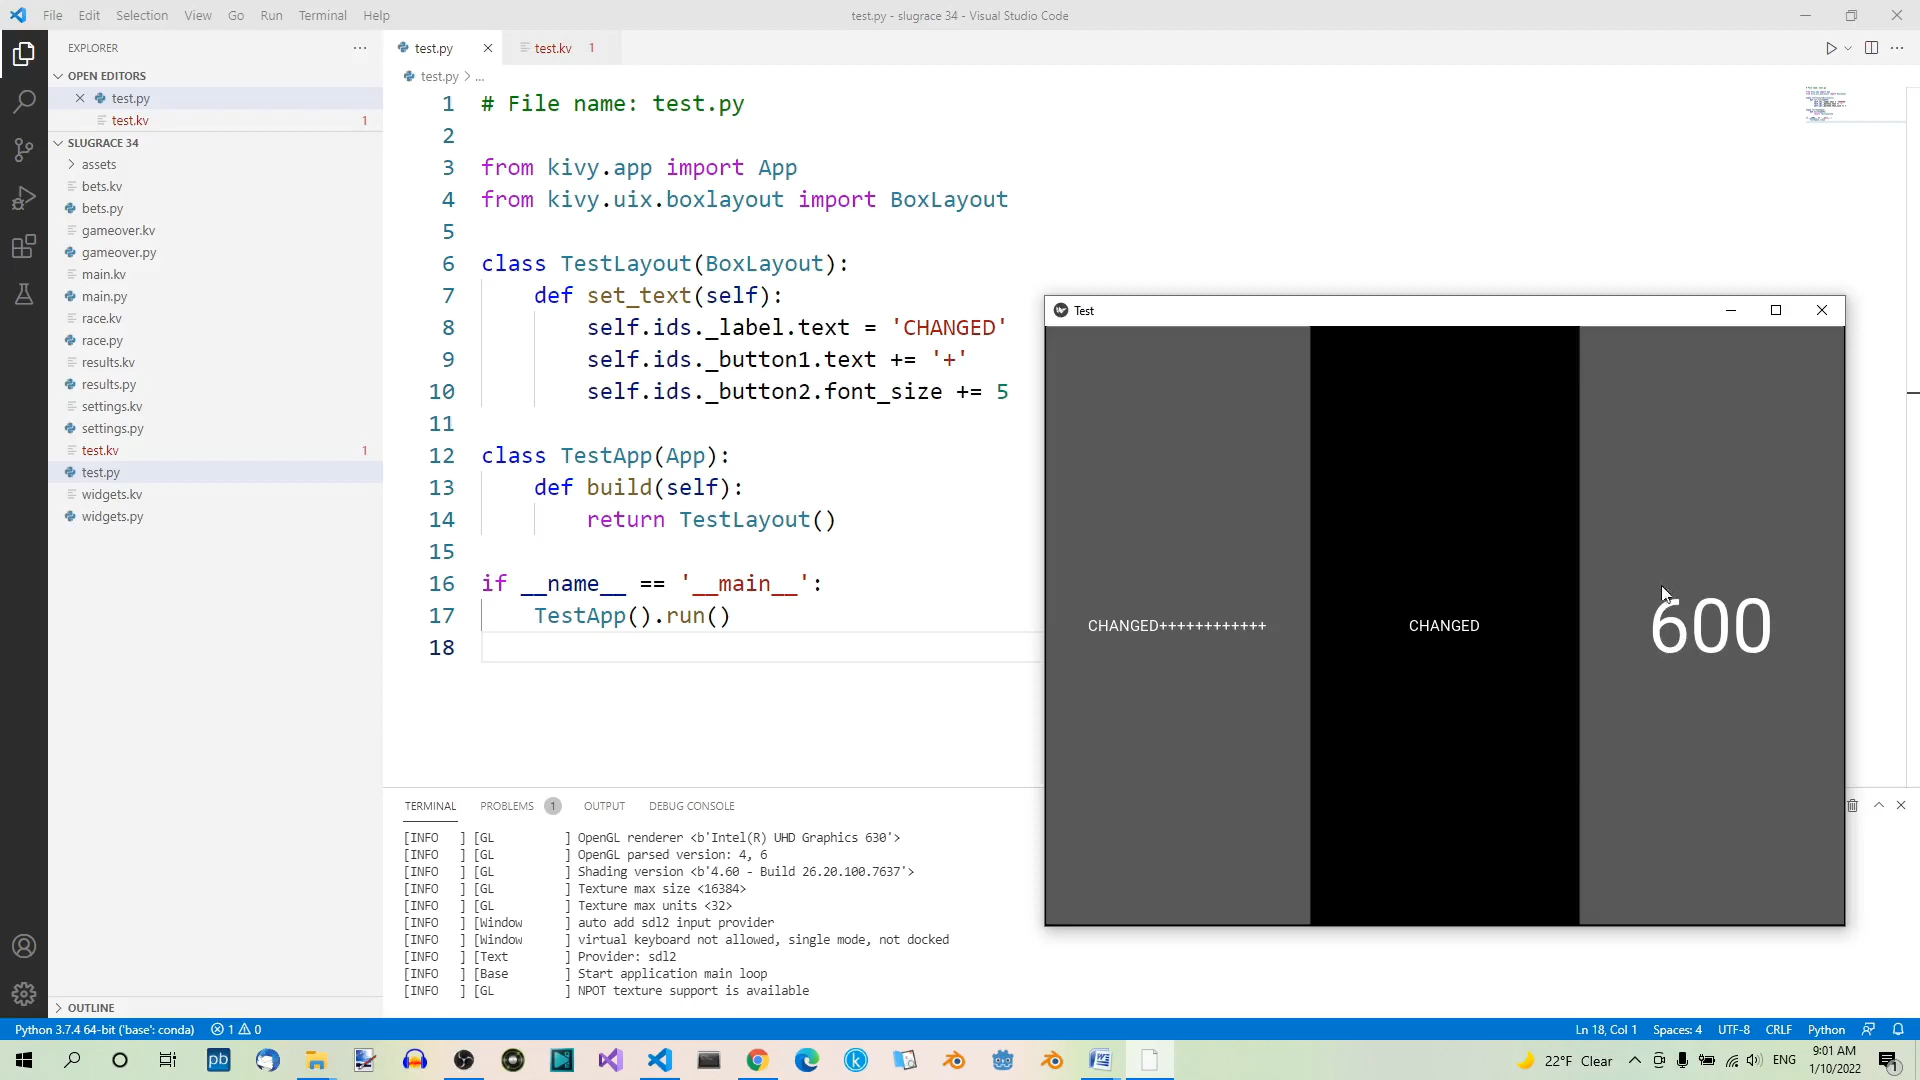 File Edit Selection View Go Run Terminal Help
test.py - slugrace 34 - Visual Studio Code
EXPLORER
OPEN EDITORS
test.py
test.kv 1
SLUGRACE 34
assets
bets.kv
bets.py
gameover.kv
gameover.py
main.kv
main.py
race.kv
race.py
results.kv
results.py
settings.kv
settings.py
test.kv 1
test.py
widgets.kv
widgets.py
OUTLINE
test.py
test.kv 1
test.py > ...
1 # File name: test.py
2
3 from kivy.app import App
4 from kivy.uix.boxlayout import BoxLayout
5
6 class TestLayout(BoxLayout):
7 def set_text(self):
8 self.ids._label.text = 'CHANGED'
9 self.ids._button1.text += '+'
10 self.ids._button2.font_size += 5
11
12 class TestApp(App):
13 def build(self):
14 return TestLayout()
15
16 if __name__ == '__main__':
17 TestApp().run()
18
Test
CHANGED++++++++++++
CHANGED
600
TERMINAL PROBLEMS 1 OUTPUT DEBUG CONSOLE
[INFO ] [GL ] OpenGL renderer <b'Intel(R) UHD Graphics 630'>
[INFO ] [GL ] OpenGL parsed version: 4, 6
[INFO ] [GL ] Shading version <b'4.60 - Build 26.20.100.7637'>
[INFO ] [GL ] Texture max size <16384>
[INFO ] [GL ] Texture max units <32>
[INFO ] [Window ] auto add sdl2 input provider
[INFO ] [Window ] virtual keyboard not allowed, single mode, not docked
[INFO ] [Text ] Provider: sdl2
[INFO ] [Base ] Start application main loop
[INFO ] [GL ] NPOT texture support is available
Python 3.7.4 64-bit ('base': conda) 1 0
Ln 18, Col 1 Spaces: 4 UTF-8 CRLF Python
pb
22°F Clear
ENG
9:01 AM
1/10/2022
1